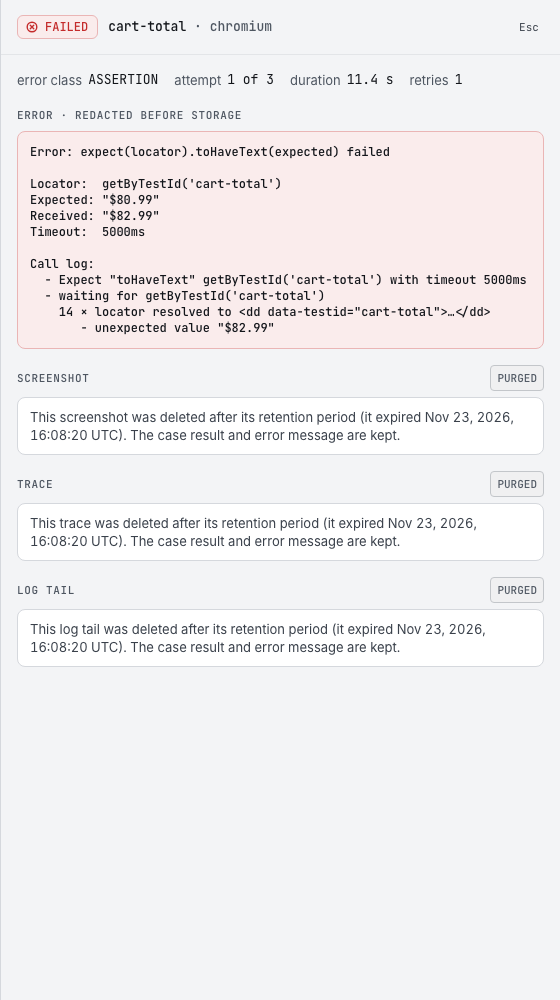 FAILED cart-total · chromium Esc
error class ASSERTION attempt 1 of 3 duration 11.4 s retries 1
ERROR · REDACTED BEFORE STORAGE
Error: expect(locator).toHaveText(expected) failed
Locator:  getByTestId('cart-total')
Expected: "$80.99"
Received: "$82.99"
Timeout:  5000ms
Call log:
  - Expect "toHaveText" getByTestId('cart-total') with timeout 5000ms
  - waiting for getByTestId('cart-total')
    14 × locator resolved to <dd data-testid="cart-total">…</dd>
       - unexpected value "$82.99"
SCREENSHOT PURGED
This screenshot was deleted after its retention period (it expired Nov 23, 2026,
16:08:20 UTC). The case result and error message are kept.
TRACE PURGED
This trace was deleted after its retention period (it expired Nov 23, 2026,
16:08:20 UTC). The case result and error message are kept.
LOG TAIL PURGED
This log tail was deleted after its retention period (it expired Nov 23, 2026,
16:08:20 UTC). The case result and error message are kept.